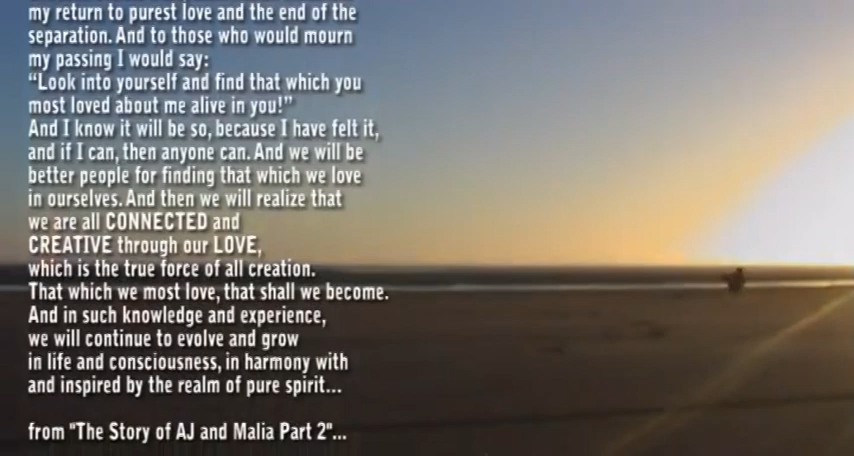 my return to purest love and the end of the
separation. And to those who would mourn
my passing I would say:
“Look into yourself and find that which you
most loved about me alive in you!”
And I know it will be so, because I have felt it,
and if I can, then anyone can. And we will be
better people for finding that which we love
in ourselves. And then we will realize that
we are all CONNECTED and
CREATIVE through our LOVE,
which is the true force of all creation.
That which we most love, that shall we become.
And in such knowledge and experience,
we will continue to evolve and grow
in life and consciousness, in harmony with
and inspired by the realm of pure spirit...
from "The Story of AJ and Malia Part 2"...